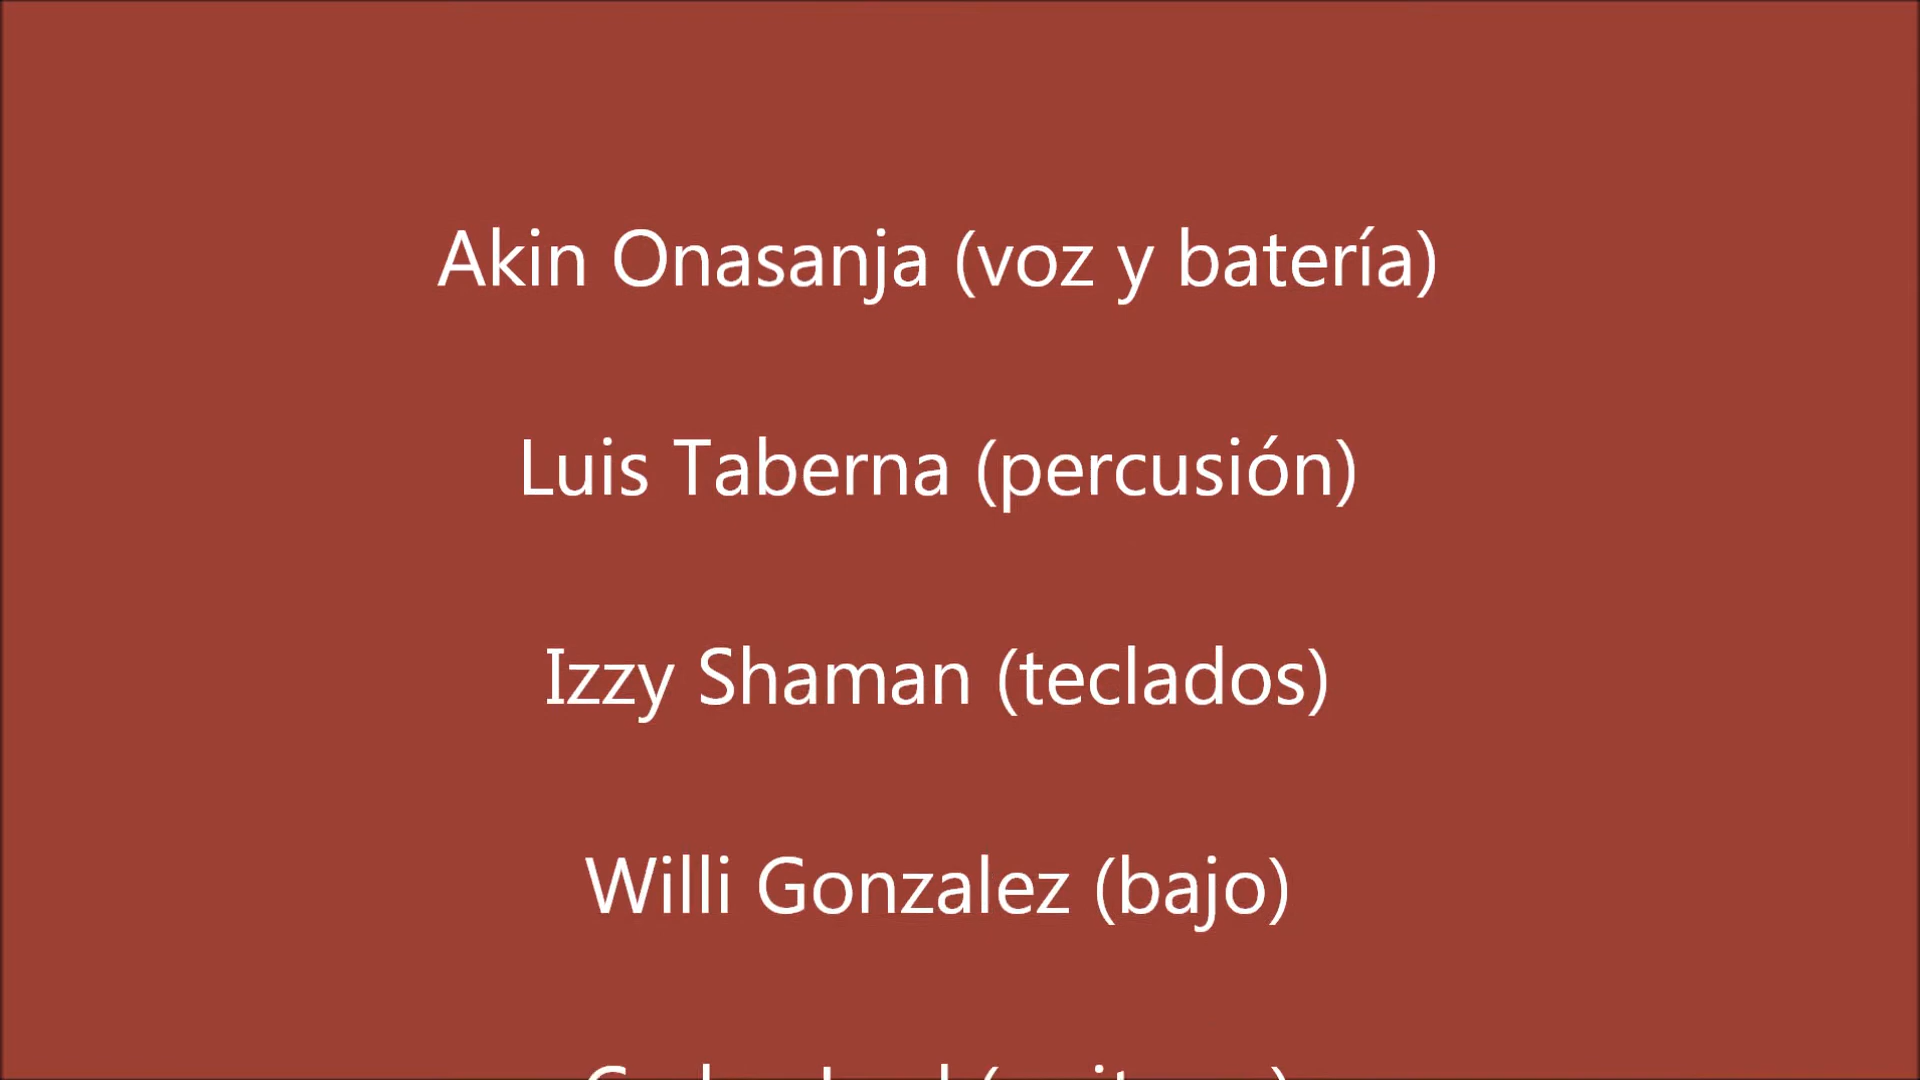 Akin Onasanja (voz y batería)
Luis Taberna (percusión)
Izzy Shaman (teclados)
Willi Gonzalez (bajo)